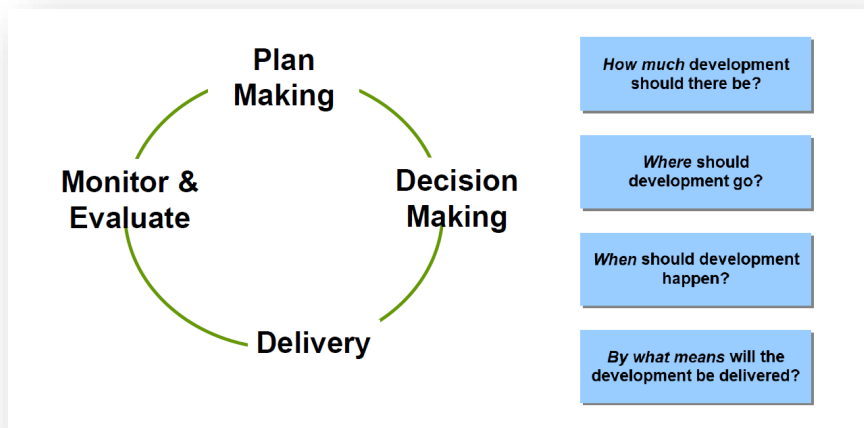 Plan
Making
Monitor &
Evaluate
Decision
Making
Delivery
How much development
should there be?
Where should
development go?
When should development
happen?
By what means will the
development be delivered?